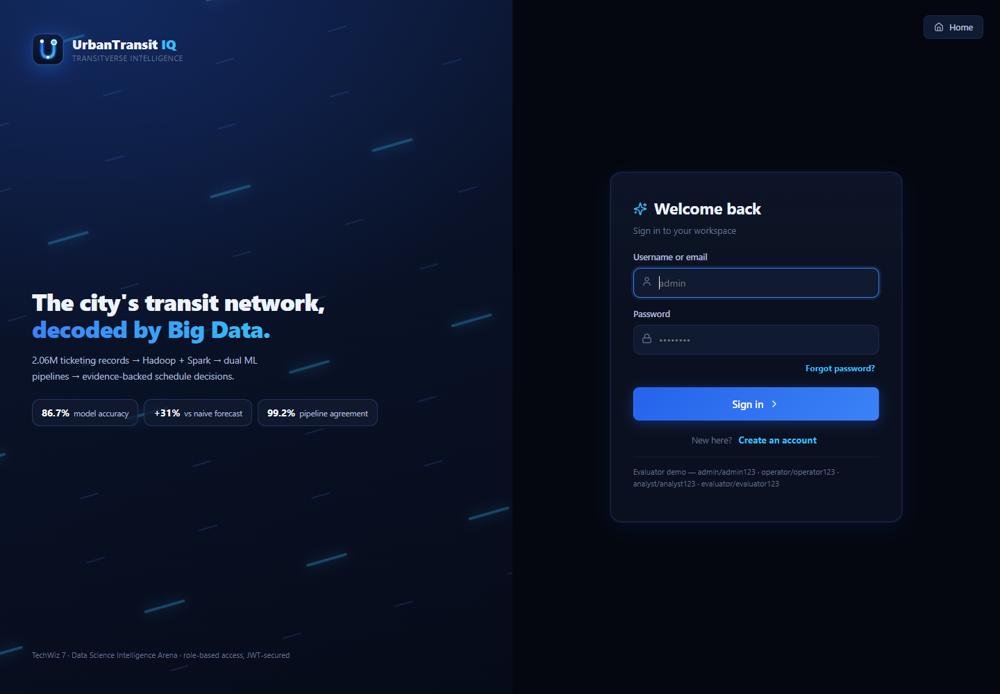 UrbanTransit IQ
TRANSITVERSE INTELLIGENCE
The city's transit network,
decoded by Big Data.
2.06M ticketing records → Hadoop + Spark → dual ML
pipelines → evidence-backed schedule decisions.
86.7% model accuracy
+31% vs naive forecast
99.2% pipeline agreement
TechWiz 7 · Data Science Intelligence Arena · role-based access, JWT-secured
Home
Welcome back
Sign in to your workspace
Username or email
admin
Password
••••••••
Forgot password?
Sign in
New here? Create an account
Evaluator demo — admin/admin123 · operator/operator123 ·
analyst/analyst123 · evaluator/evaluator123